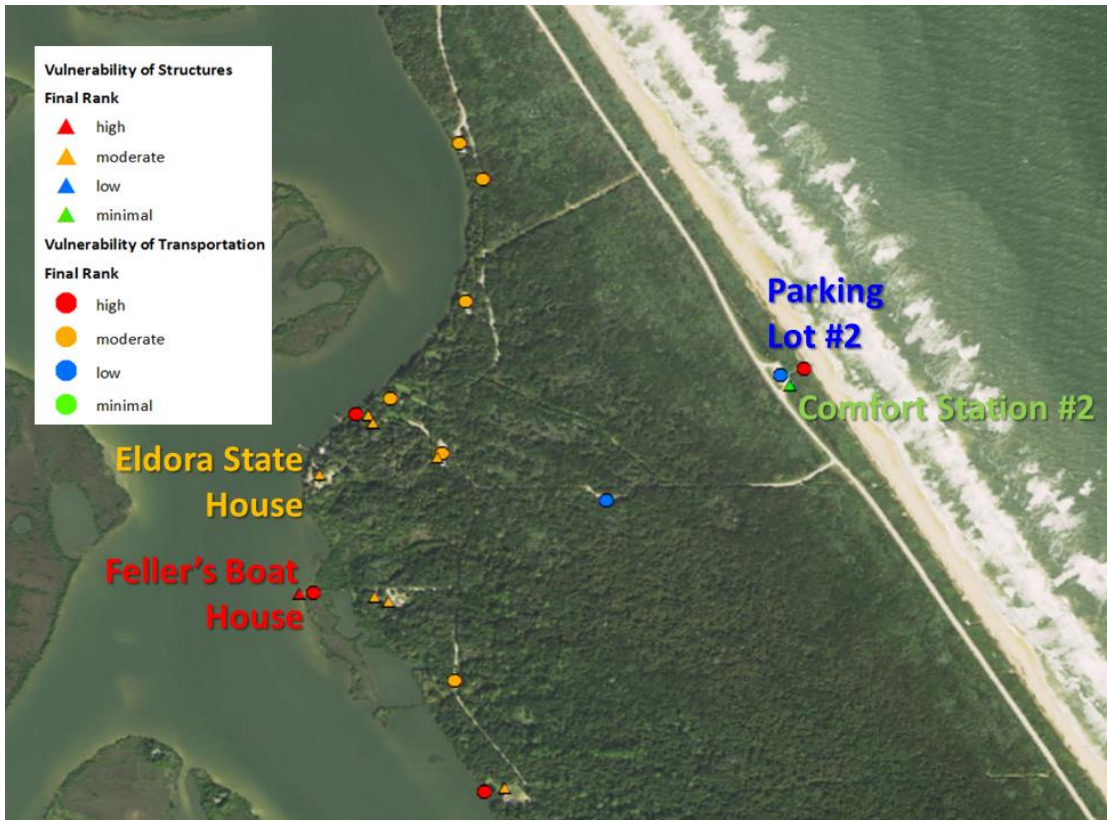 Vulnerability of Structures
Final Rank
high
moderate
low
minimal
Vulnerability of Transportation
Final Rank
high
moderate
low
minimal
Parking
Lot #2
Comfort Station #2
Eldora State
House
Feller's Boat
House